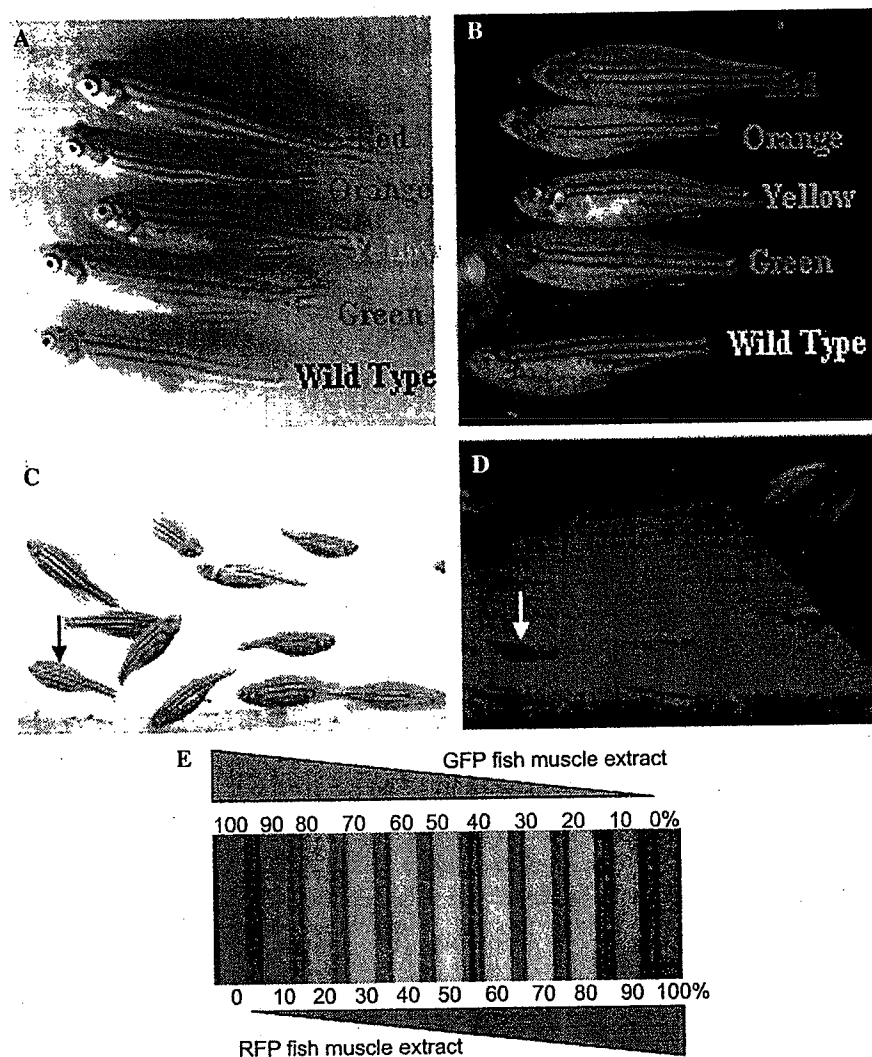 A
Red
Orange
Green
Wild Type
B
Red
Orange
Yellow
Green
Wild Type
C
D
E
GFP fish muscle extract
100 90 80 70 60 50 40 30 20 10 0%
0 10 20 30 40 50 60 70 80 90 100%
RFP fish muscle extract